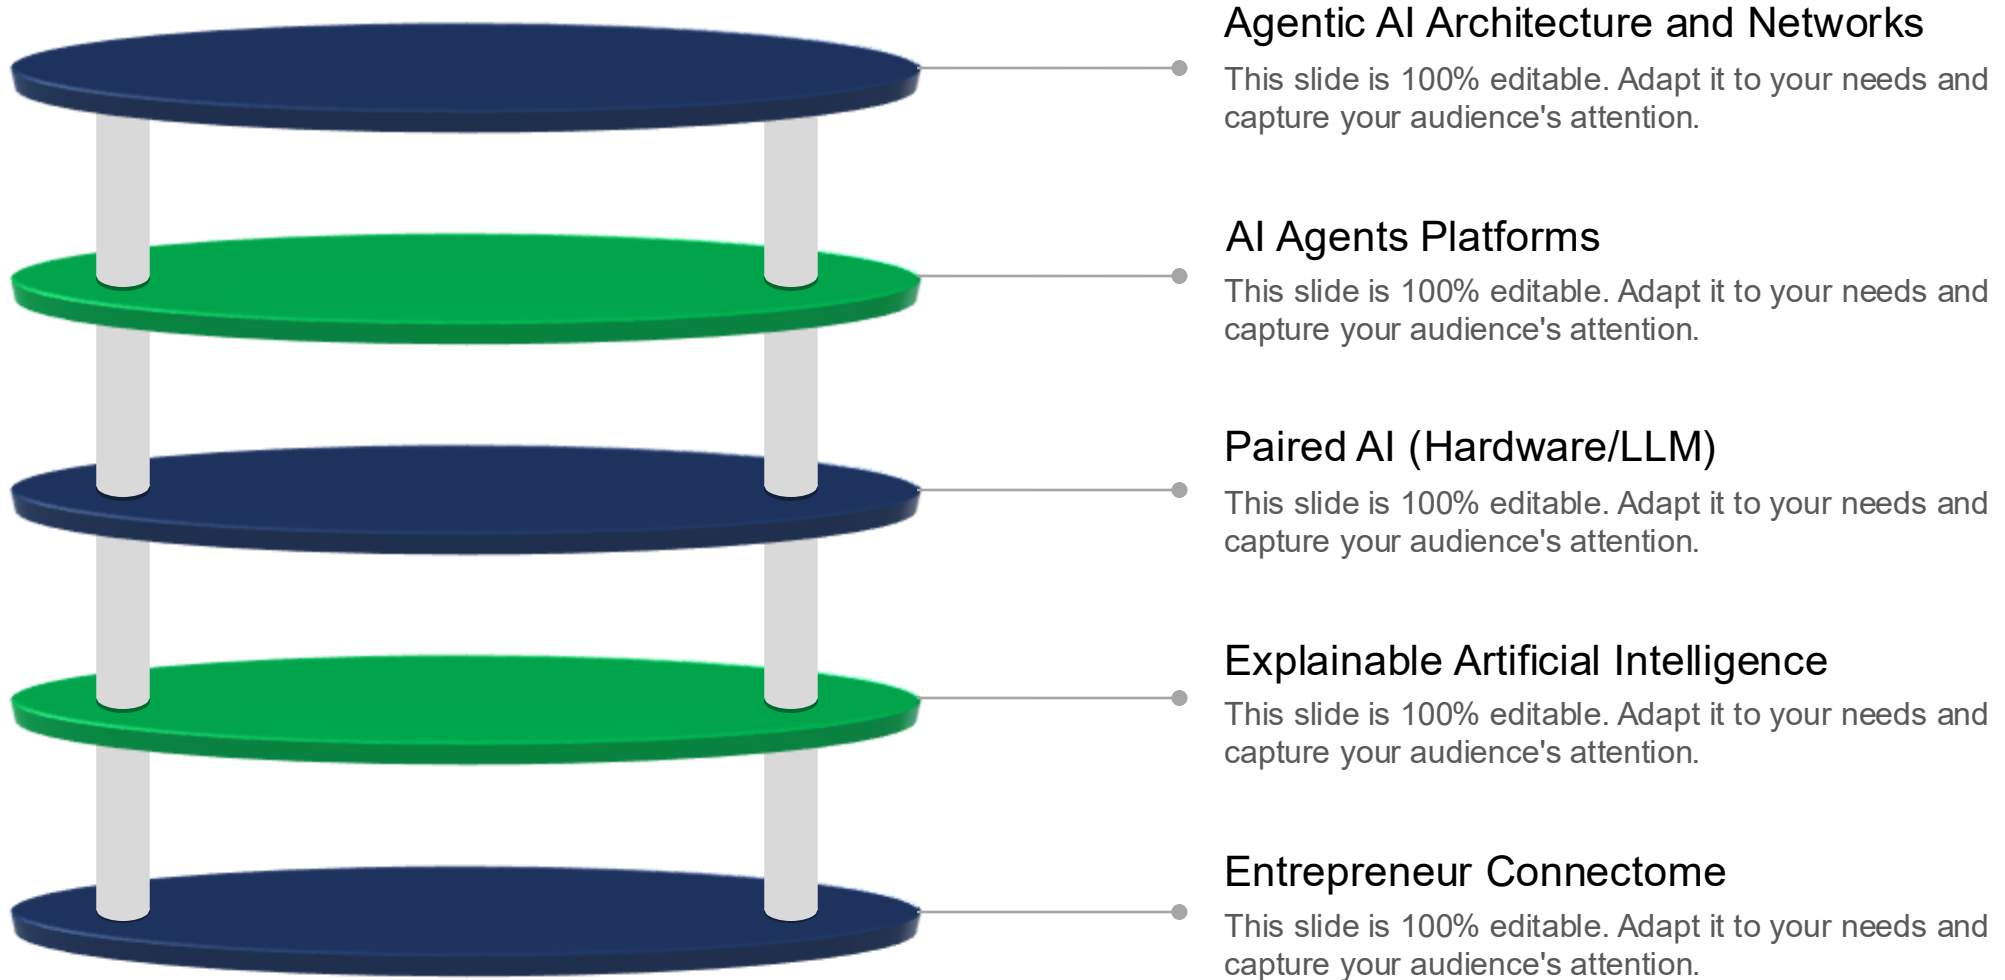 Agentic AI Architecture and Networks
This slide is 100% editable. Adapt it to your needs and
capture your audience's attention.
AI Agents Platforms
This slide is 100% editable. Adapt it to your needs and
capture your audience's attention.
Paired AI (Hardware/LLM)
This slide is 100% editable. Adapt it to your needs and
capture your audience's attention.
Explainable Artificial Intelligence
This slide is 100% editable. Adapt it to your needs and
capture your audience's attention.
Entrepreneur Connectome
This slide is 100% editable. Adapt it to your needs and
capture your audience's attention.